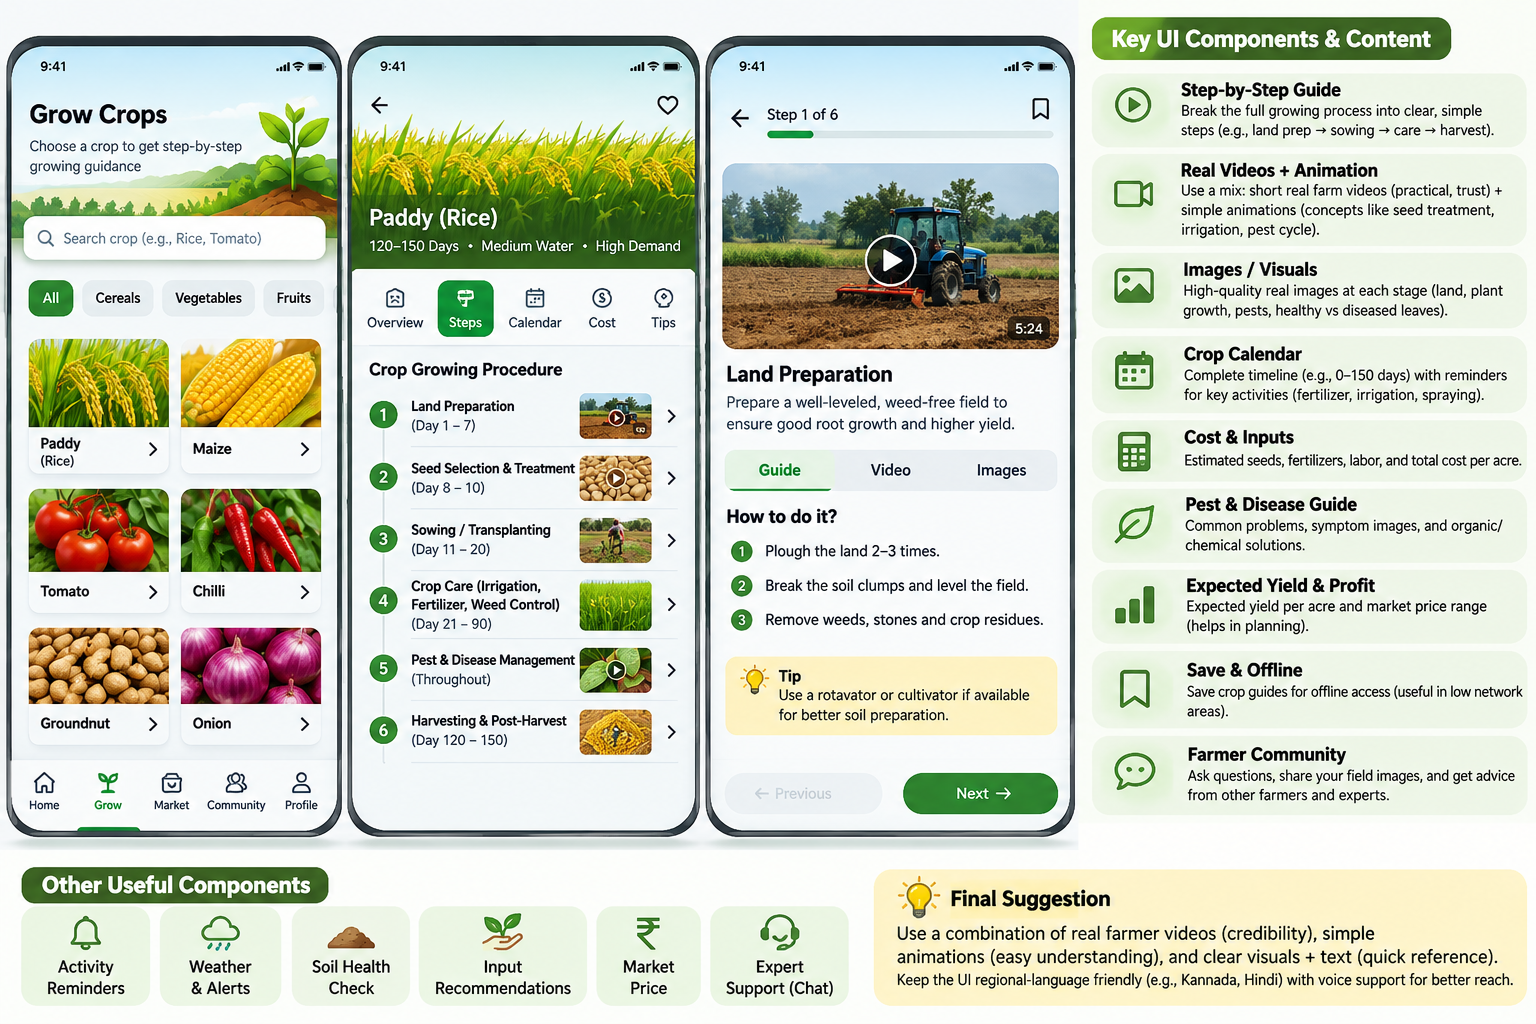 9:41
Grow Crops
Choose a crop to get step-by-step
growing guidance
Search crop (e.g., Rice, Tomato)
All
Cereals
Vegetables
Fruits
Paddy
(Rice)
Maize
Tomato
Chilli
Groundnut
Onion
Home
Grow
Market
Community
Profile
9:41
Paddy (Rice)
120–150 Days • Medium Water • High Demand
Overview
Steps
Calendar
Cost
Tips
Crop Growing Procedure
1
Land Preparation
(Day 1 – 7)
2
Seed Selection & Treatment
(Day 8 – 10)
3
Sowing / Transplanting
(Day 11 – 20)
4
Crop Care (Irrigation,
Fertilizer, Weed Control)
(Day 21 – 90)
5
Pest & Disease Management
(Throughout)
6
Harvesting & Post-Harvest
(Day 120 – 150)
9:41
Step 1 of 6
5:24
Land Preparation
Prepare a well-leveled, weed-free field to
ensure good root growth and higher yield.
Guide
Video
Images
How to do it?
1 Plough the land 2–3 times.
2 Break the soil clumps and level the field.
3 Remove weeds, stones and crop residues.
Tip
Use a rotavator or cultivator if available
for better soil preparation.
← Previous
Next →
Key UI Components & Content
Step-by-Step Guide
Break the full growing process into clear, simple
steps (e.g., land prep → sowing → care → harvest).
Real Videos + Animation
Use a mix: short real farm videos (practical, trust) +
simple animations (concepts like seed treatment,
irrigation, pest cycle).
Images / Visuals
High-quality real images at each stage (land, plant
growth, pests, healthy vs diseased leaves).
Crop Calendar
Complete timeline (e.g., 0–150 days) with reminders
for key activities (fertilizer, irrigation, spraying).
Cost & Inputs
Estimated seeds, fertilizers, labor, and total cost per acre.
Pest & Disease Guide
Common problems, symptom images, and organic/
chemical solutions.
Expected Yield & Profit
Expected yield per acre and market price range
(helps in planning).
Save & Offline
Save crop guides for offline access (useful in low network
areas).
Farmer Community
Ask questions, share your field images, and get advice
from other farmers and experts.
Other Useful Components
Activity
Reminders
Weather
& Alerts
Soil Health
Check
Input
Recommendations
₹
Market
Price
Expert
Support (Chat)
Final Suggestion
Use a combination of real farmer videos (credibility), simple
animations (easy understanding), and clear visuals + text (quick reference).
Keep the UI regional-language friendly (e.g., Kannada, Hindi) with voice support for better reach.